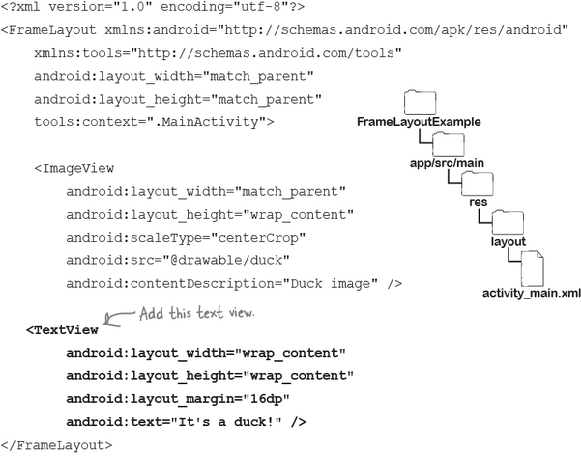 <?xml version="1.0" encoding="utf-8"?>
<FrameLayout xmlns:android="http://schemas.android.com/apk/res/android"
xmlns:tools="http://schemas.android.com/tools"
android:layout_width="match_parent"
android:layout_height="match_parent"
tools:context=".MainActivity">
<ImageView
android:layout_width="match_parent"
android:layout_height="wrap_content"
android:scaleType="centerCrop"
android:src="@drawable/duck"
android:contentDescription="Duck image" />
<TextView
Add this text view.
android:layout_width="wrap_content"
android:layout_height="wrap_content"
android:layout_margin="16dp"
android:text="It's a duck!" />
</FrameLayout>
FrameLayoutExample
app/src/main
res
layout
activity_main.xml